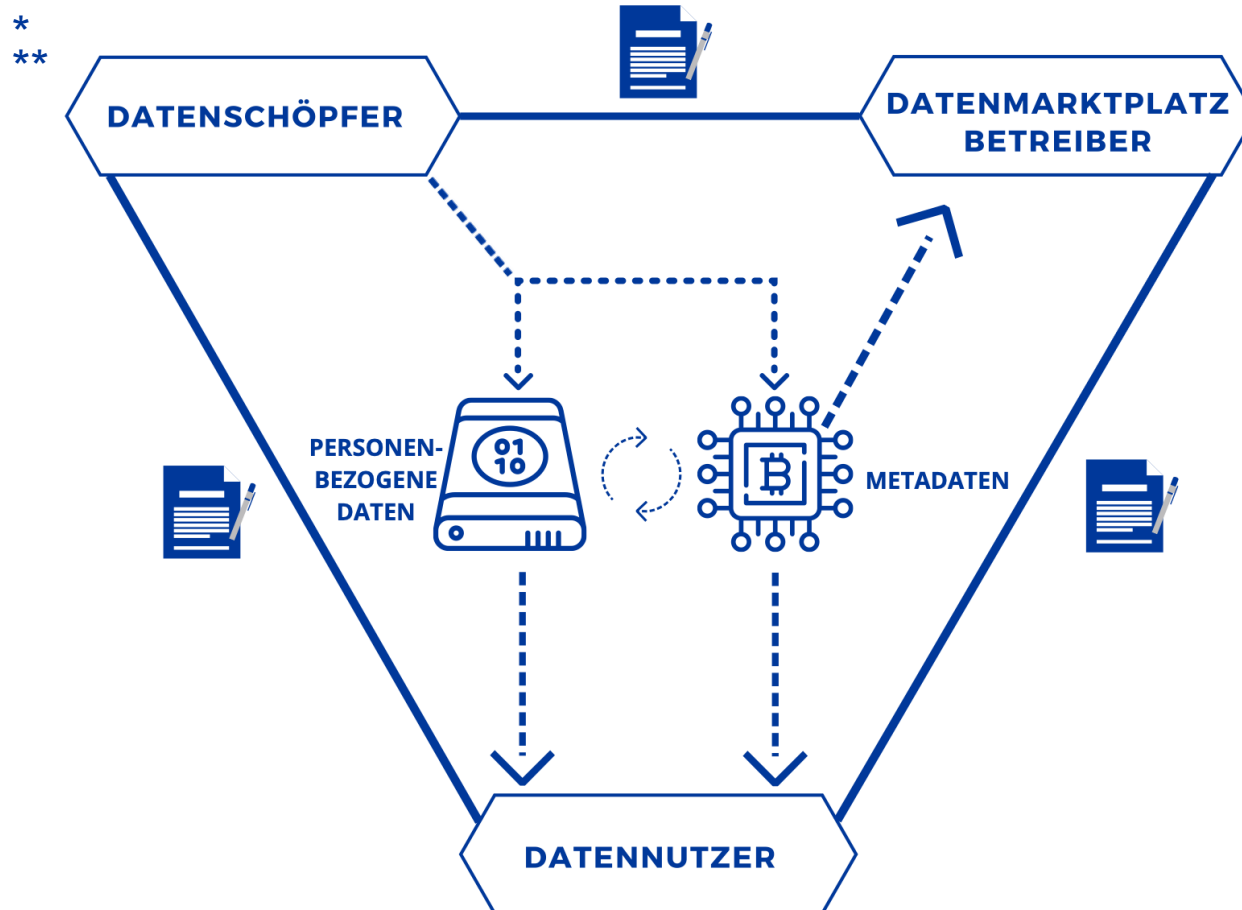 *
**
DATENSCHÖPFER
DATENMARKTPLATZ
BETREIBER
PERSONEN-
BEZOGENE
DATEN
01
10
METADATEN
DATENNUTZER